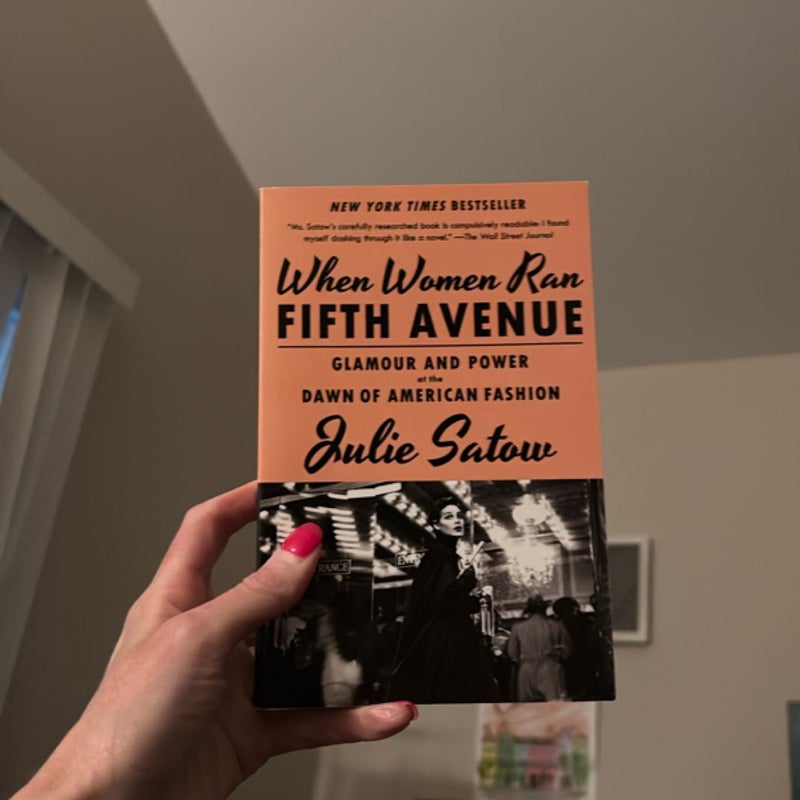 NEW YORK TIMES BESTSELLER
"Ms. Satow's carefully researched book is compulsively readable: I found
myself dashing through it like a novel." —The Wall Street Journal
When Women Ran
FIFTH AVENUE
GLAMOUR AND POWER
at the
DAWN OF AMERICAN FASHION
Julie Satow
RANCE